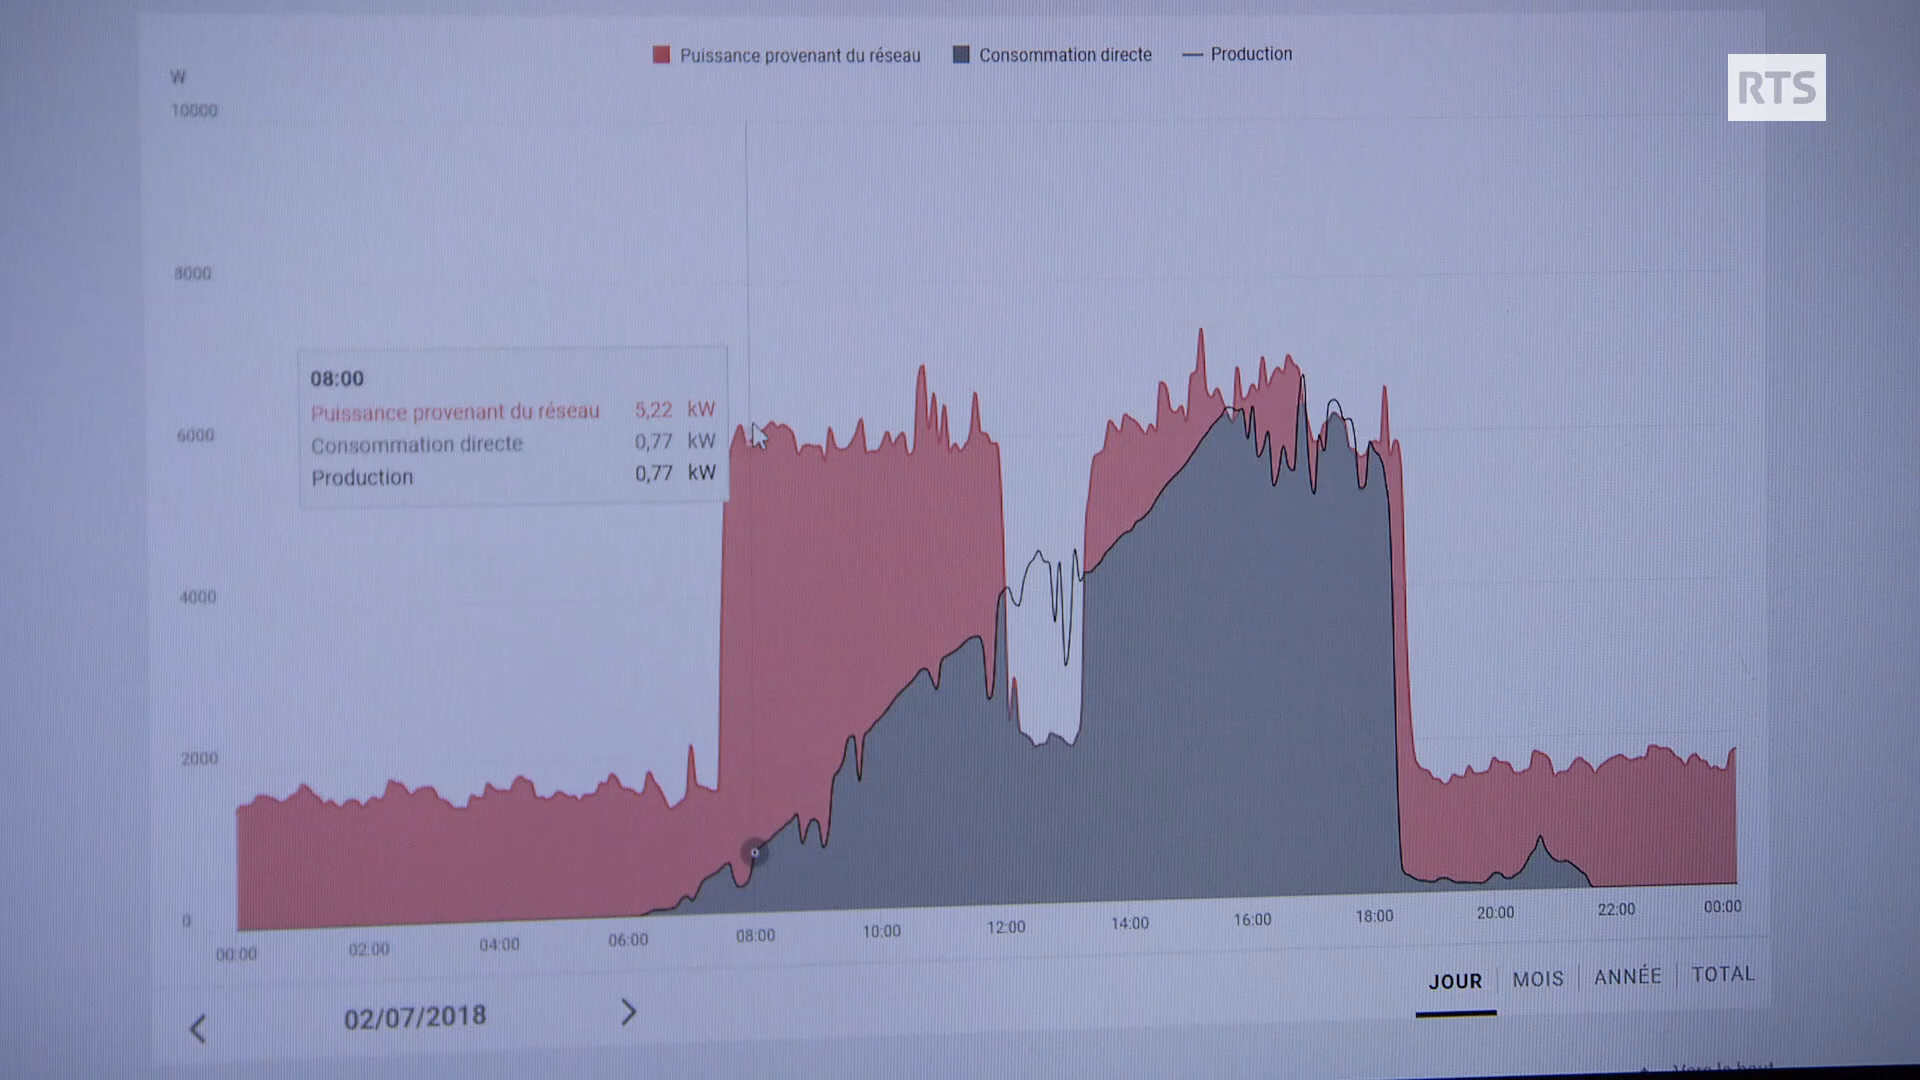 Puissance provenant du réseau Consommation directe Production
RTS
W
10000
8000
6000
4000
2000
0
08:00
Puissance provenant du réseau 5,22 kW
Consommation directe 0,77 kW
Production 0,77 kW
00:00 02:00 04:00 06:00 08:00 10:00 12:00 14:00 16:00 18:00 20:00 22:00 00:00
JOUR MOIS ANNÉE TOTAL
02/07/2018